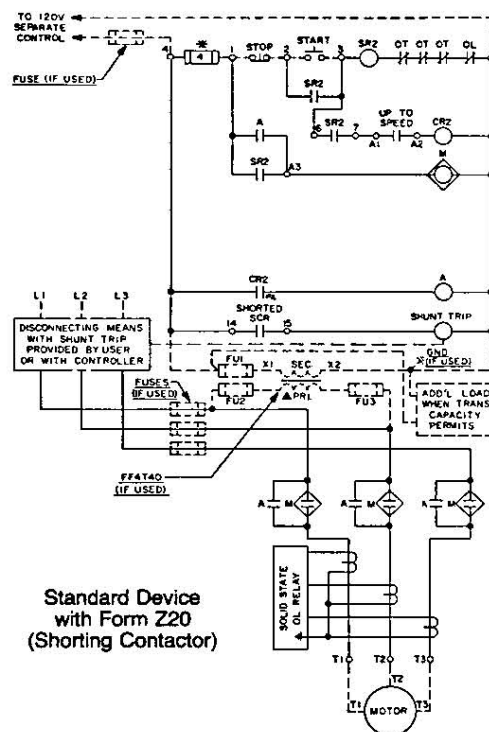 TO 120V
SEPARATE
CONTROL
FUSE (IF USED)
4
*
4
1
STOP
2
START
3
SR2
OT
OT
OT
OL
SR2
6
SR2
7
A1
UP TO
SPEED
A2
CR2
A
SR2
A3
M
CR2
A
14
SHORTED
SCR
15
SHUNT TRIP
L1
L2
L3
DISCONNECTING MEANS
WITH SHUNT TRIP
PROVIDED BY USER
OR WITH CONTROLLER
GND
*(IF USED)
FU1
X1
SEC
X2
FUSES
(IF USED)
FU2
▲PRI.
FU3
ADD'L LOAD
WHEN TRANS
CAPACITY
PERMITS
FF4T40
(IF USED)
A
M
A
M
A
M
SOLID STATE
OL RELAY
Standard Device
with Form Z20
(Shorting Contactor)
T1
T2
T3
T1
T2
T3
MOTOR